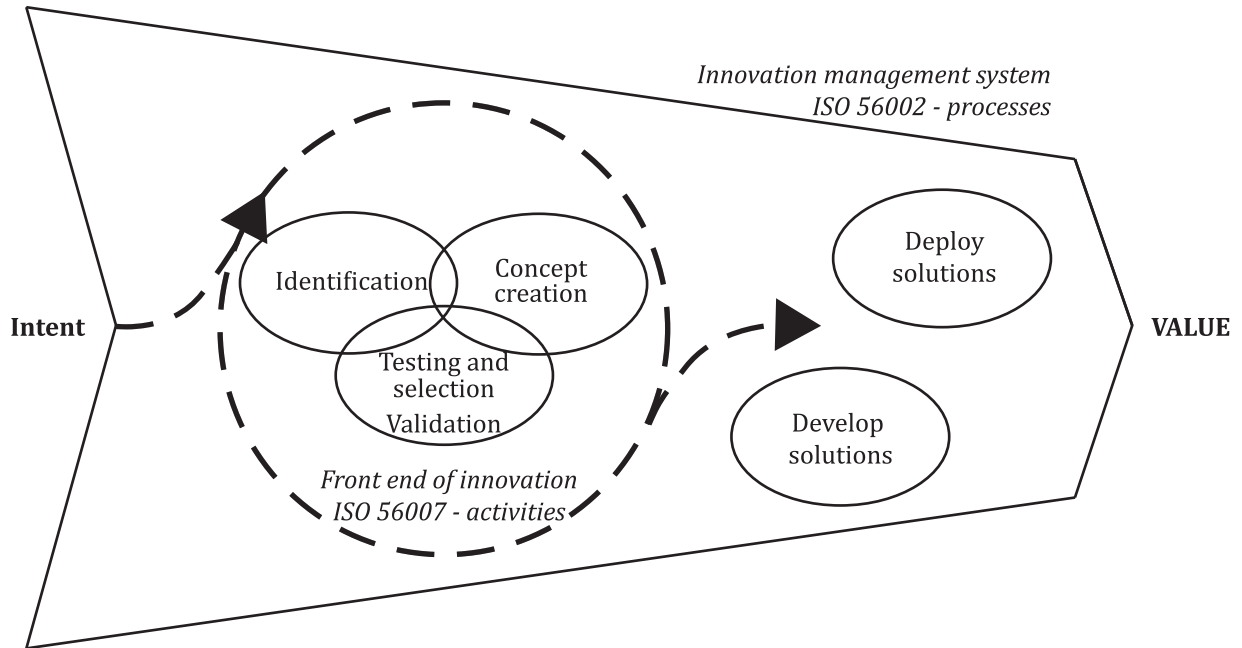 Innovation management system
ISO 56002 - processes
Intent
Identification
Concept
creation
Testing and
selection
Validation
Front end of innovation
ISO 56007 - activities
Deploy
solutions
Develop
solutions
VALUE